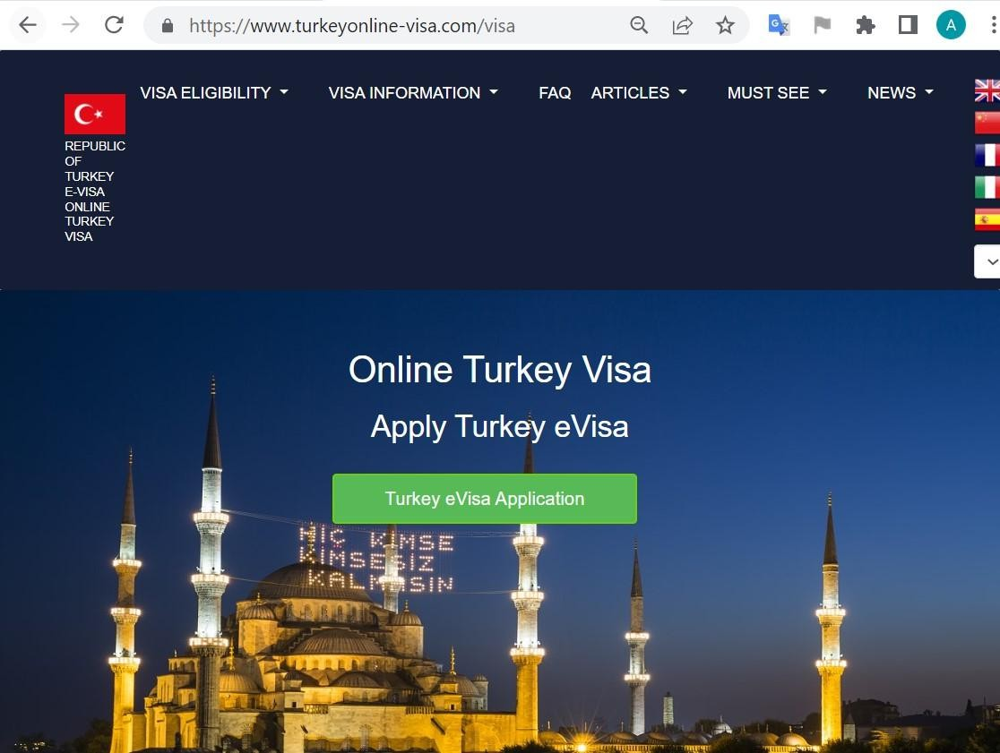 https://www.turkeyonline-visa.com/visa
A
VISA ELIGIBILITY
VISA INFORMATION
FAQ
ARTICLES
MUST SEE
NEWS
REPUBLIC
OF
TURKEY
E-VISA
ONLINE
TURKEY
VISA
Online Turkey Visa
Apply Turkey eVisa
Turkey eVisa Application
HİÇ KİMSE
KİMSESİZ
KALMASIN